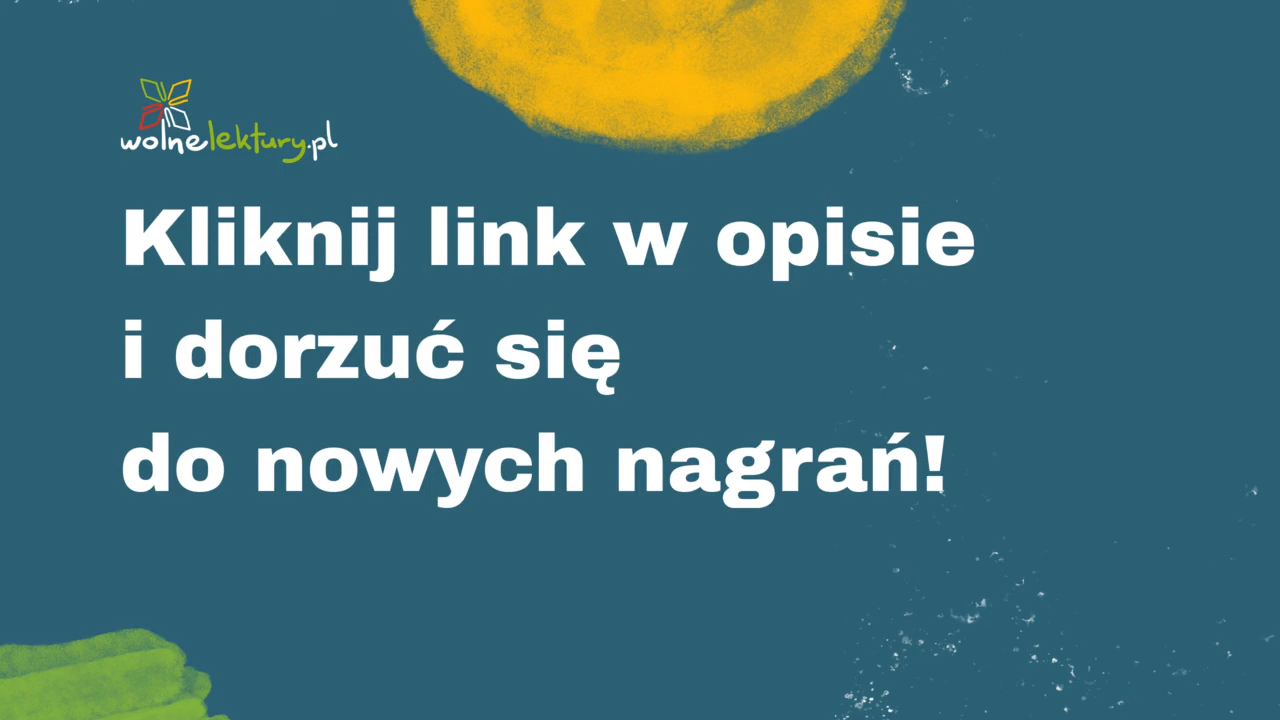 wolnelektury.pl
Kliknij link w opisie
i dorzuć się
do nowych nagrań!